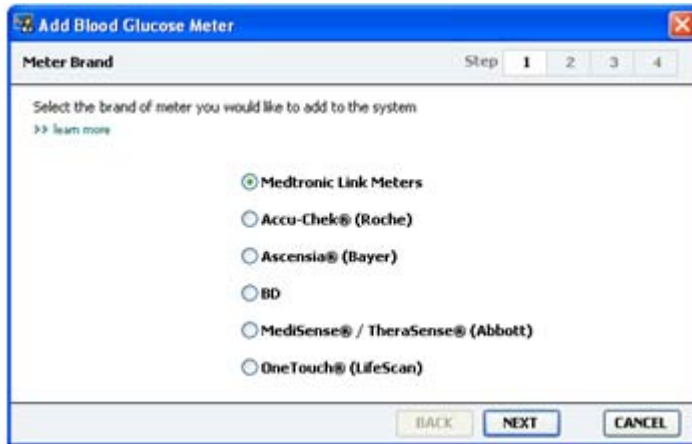 Add Blood Glucose Meter
Meter Brand Step 1 2 3 4
Select the brand of meter you would like to add to the system
>> learn more
Medtronic Link Meters
Accu-Chek® (Roche)
Ascensia® (Bayer)
BD
MediSense® / TheraSense® (Abbott)
OneTouch® (LifeScan)
BACK NEXT CANCEL